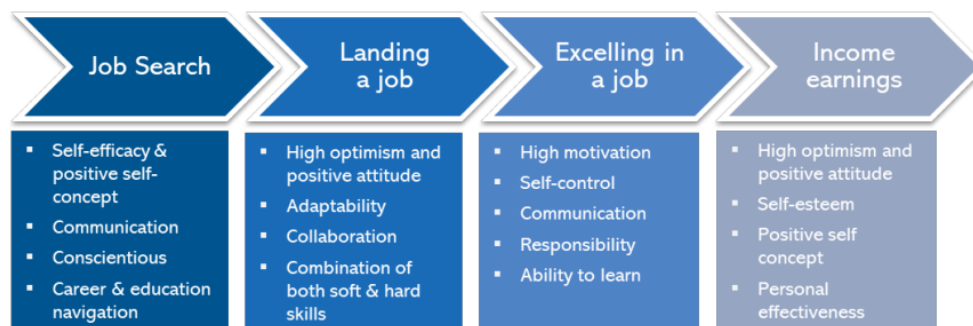 Job Search
Landing
a job
Excelling in
a job
Income
earnings
▪ Self-efficacy &
positive self-
concept
▪ Communication
▪ Conscientious
▪ Career & education
navigation
▪ High optimism and
positive attitude
▪ Adaptability
▪ Collaboration
▪ Combination of
both soft & hard
skills
▪ High motivation
▪ Self-control
▪ Communication
▪ Responsibility
▪ Ability to learn
▪ High optimism and
positive attitude
▪ Self-esteem
▪ Positive self
concept
▪ Personal
effectiveness